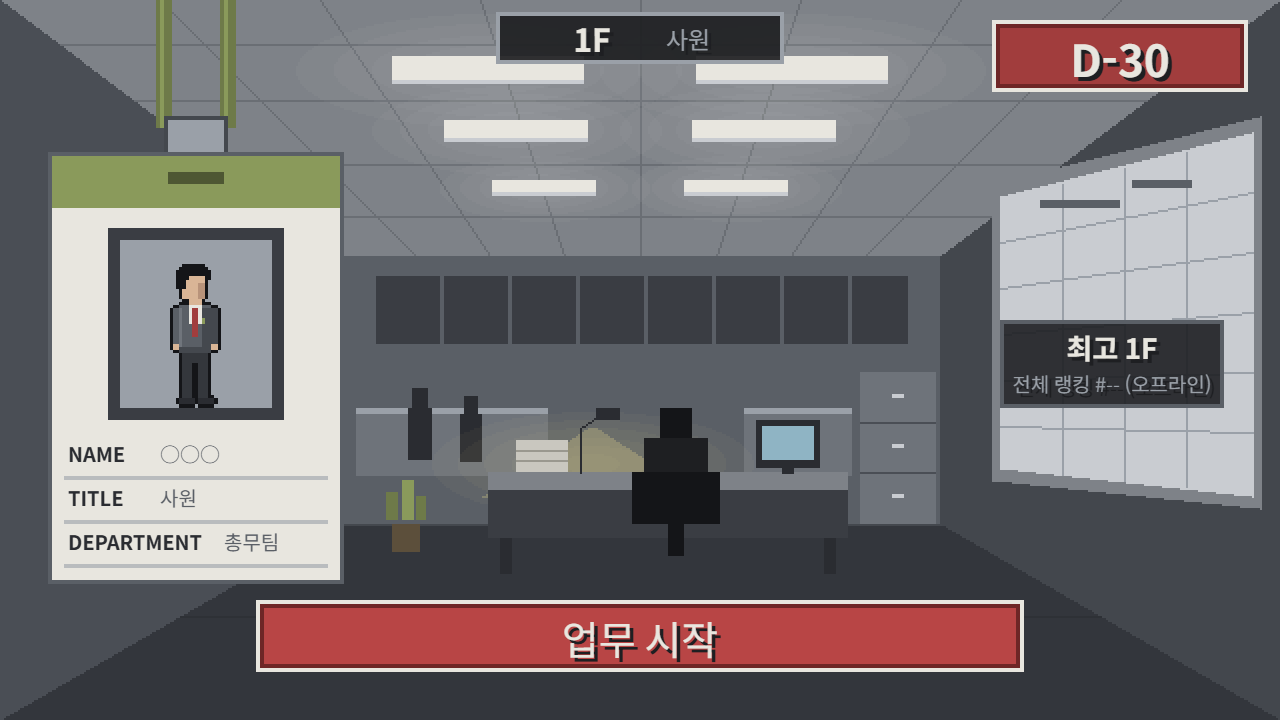 1F 사원
D-30
최고 1F
전체 랭킹 #-- (오프라인)
NAME ○○○
TITLE 사원
DEPARTMENT 총무팀
업무 시작